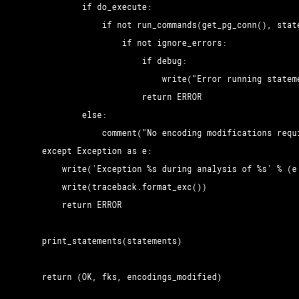 if do_execute:
if not run_commands(get_pg_conn(), state
if not ignore_errors:
if debug:
write("Error running stateme
return ERROR
else:
comment("No encoding modifications requi
except Exception as e:
write('Exception %s during analysis of %s' % (e
write(traceback.format_exc())
return ERROR
print_statements(statements)
return (OK, fks, encodings_modified)